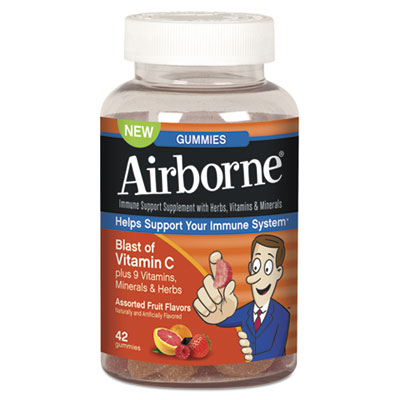 NEW
GUMMIES
Airborne®
Immune Support Supplement with Herbs, Vitamins & Minerals
Helps Support Your Immune System*
Blast of
Vitamin C
plus 9 Vitamins,
Minerals & Herbs
Assorted Fruit Flavors
Naturally and Artificially Flavored
42
gummies